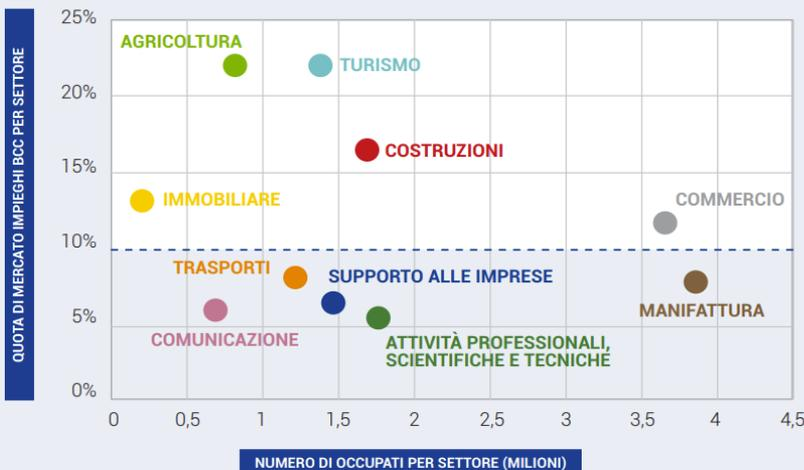 QUOTA DI MERCATO IMPIEGHI BCC PER SETTORE
25%
20%
15%
10%
5%
0%
AGRICOLTURA
TURISMO
COSTRUZIONI
IMMOBILIARE
COMMERCIO
TRASPORTI
SUPPORTO ALLE IMPRESE
MANIFATTURA
COMUNICAZIONE
ATTIVITÀ PROFESSIONALI,
SCIENTIFICHE E TECNICHE
0 0,5 1 1,5 2 2,5 3 3,5 4 4,5
NUMERO DI OCCUPATI PER SETTORE (MILIONI)